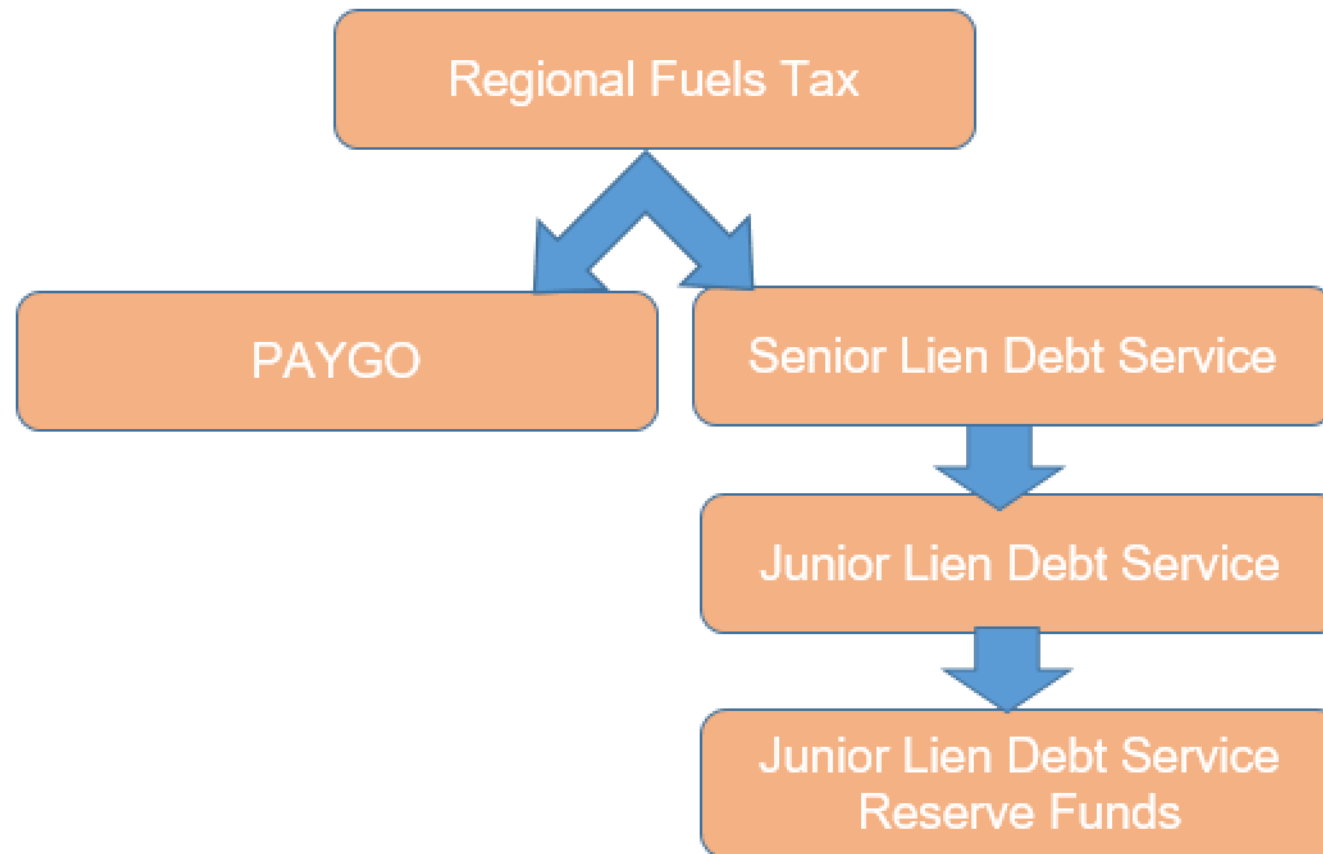 Regional Fuels Tax
PAYGO
Senior Lien Debt Service
Junior Lien Debt Service
Junior Lien Debt Service
Reserve Funds